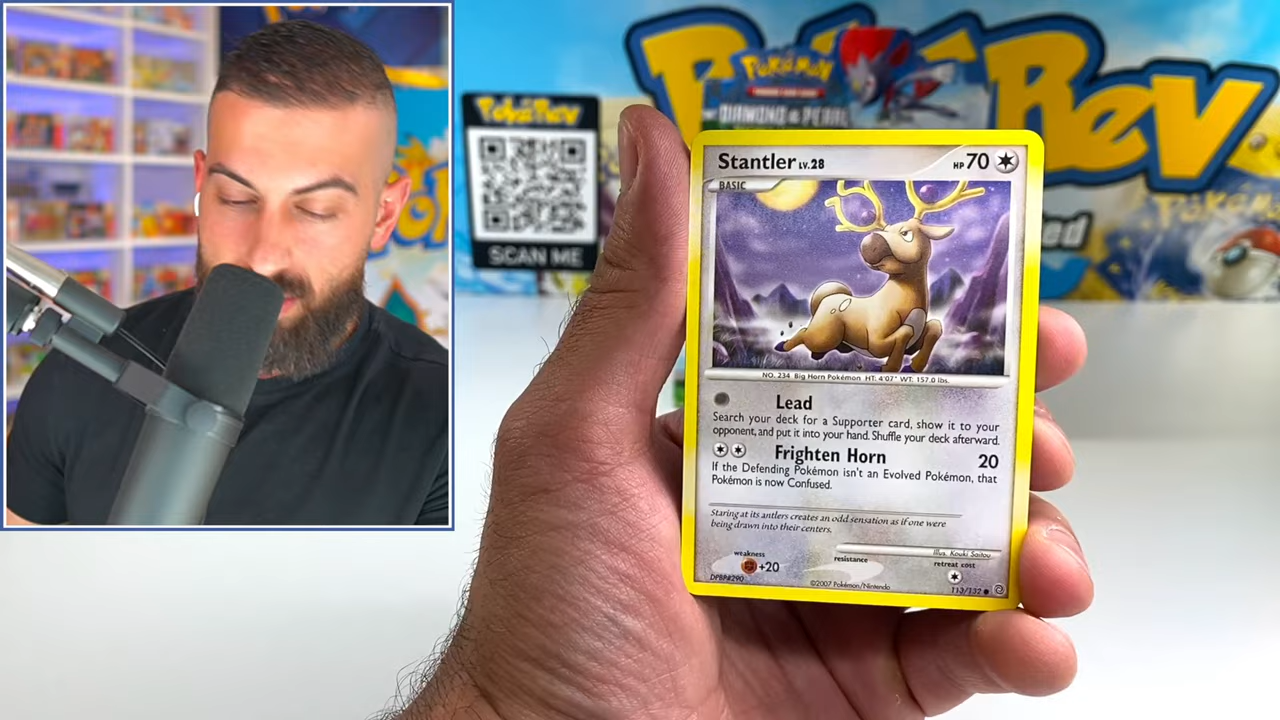 PokéRev
SCAN ME
PokéRev
Pokémon
DIAMOND & PEARL
Stantler LV.28
HP 70
BASIC
NO. 234 Big Horn Pokémon HT: 4'07" WT: 157.0 lbs.
Lead
Search your deck for a Supporter card, show it to your
opponent, and put it into your hand. Shuffle your deck afterward.
Frighten Horn 20
If the Defending Pokémon isn't an Evolved Pokémon, that
Pokémon is now Confused.
Staring at its antlers creates an odd sensation as if one were
being drawn into their centers.
Illus. Kouki Saitou
weakness
+20
resistance
retreat cost
DPBP#290
©2007 Pokémon/Nintendo
113/132